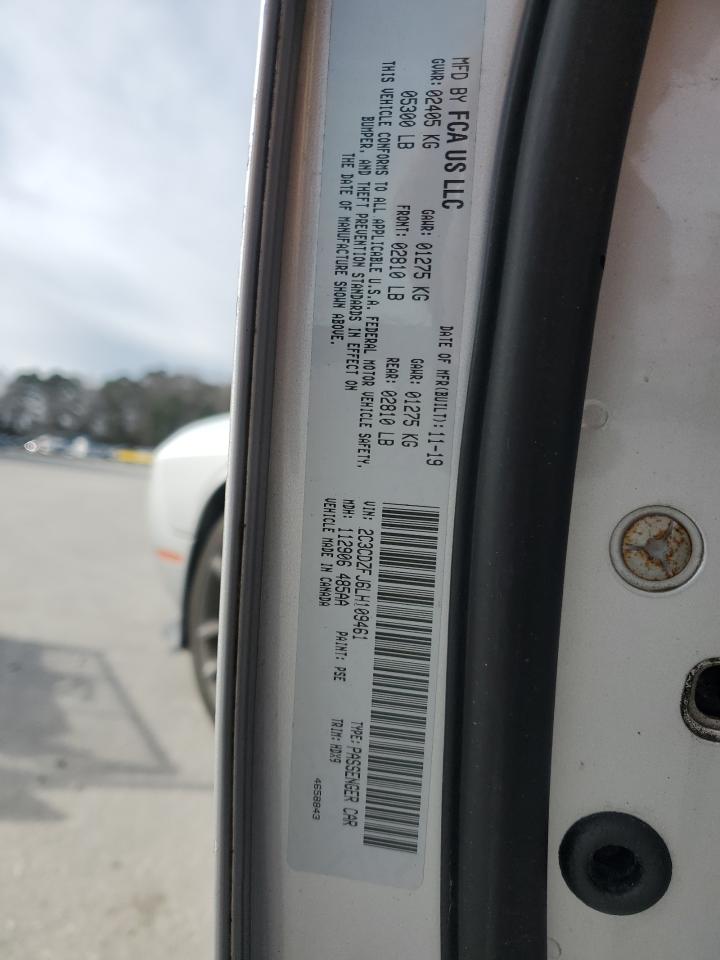 MFD BY FCA US LLC
DATE OF MFR(BUILT): 11-19
GVWR: 02405 KG
GAWR: 01275 KG
GAWR: 01275 KG
05300 LB
FRONT: 02810 LB
REAR: 02810 LB
THIS VEHICLE CONFORMS TO ALL APPLICABLE U.S.A. FEDERAL MOTOR VEHICLE SAFETY,
BUMPER, AND THEFT PREVENTION STANDARDS IN EFFECT ON
THE DATE OF MANUFACTURE SHOWN ABOVE.
VIN: 2C3CDZFJ6LH109461
TYPE: PASSENGER CAR
MDH: 112906 485AA
PAINT: PSE
TRIM: HDX9
VEHICLE MADE IN CANADA
4658843